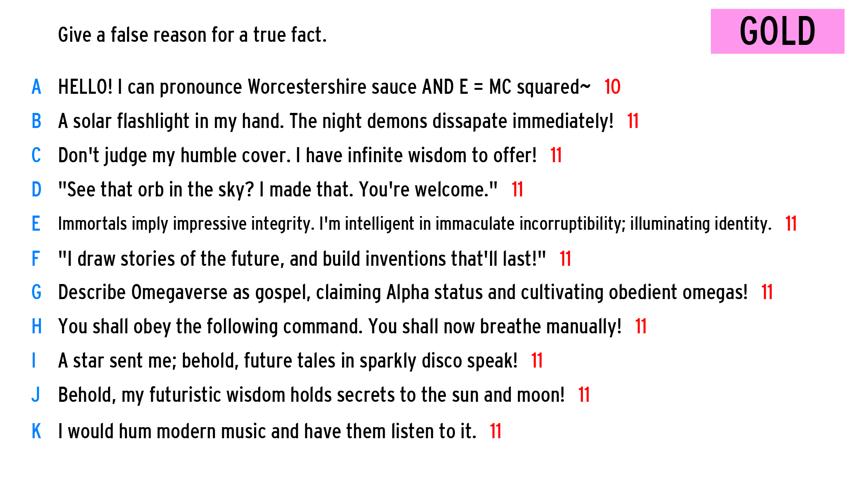 Give a false reason for a true fact.
GOLD
A HELLO! I can pronounce Worcestershire sauce AND E = MC squared~ 10
B A solar flashlight in my hand. The night demons dissapate immediately! 11
C Don't judge my humble cover. I have infinite wisdom to offer! 11
D "See that orb in the sky? I made that. You're welcome." 11
E Immortals imply impressive integrity. I'm intelligent in immaculate incorruptibility; illuminating identity. 11
F "I draw stories of the future, and build inventions that'll last!" 11
G Describe Omegaverse as gospel, claiming Alpha status and cultivating obedient omegas! 11
H You shall obey the following command. You shall now breathe manually! 11
I A star sent me; behold, future tales in sparkly disco speak! 11
J Behold, my futuristic wisdom holds secrets to the sun and moon! 11
K I would hum modern music and have them listen to it. 11